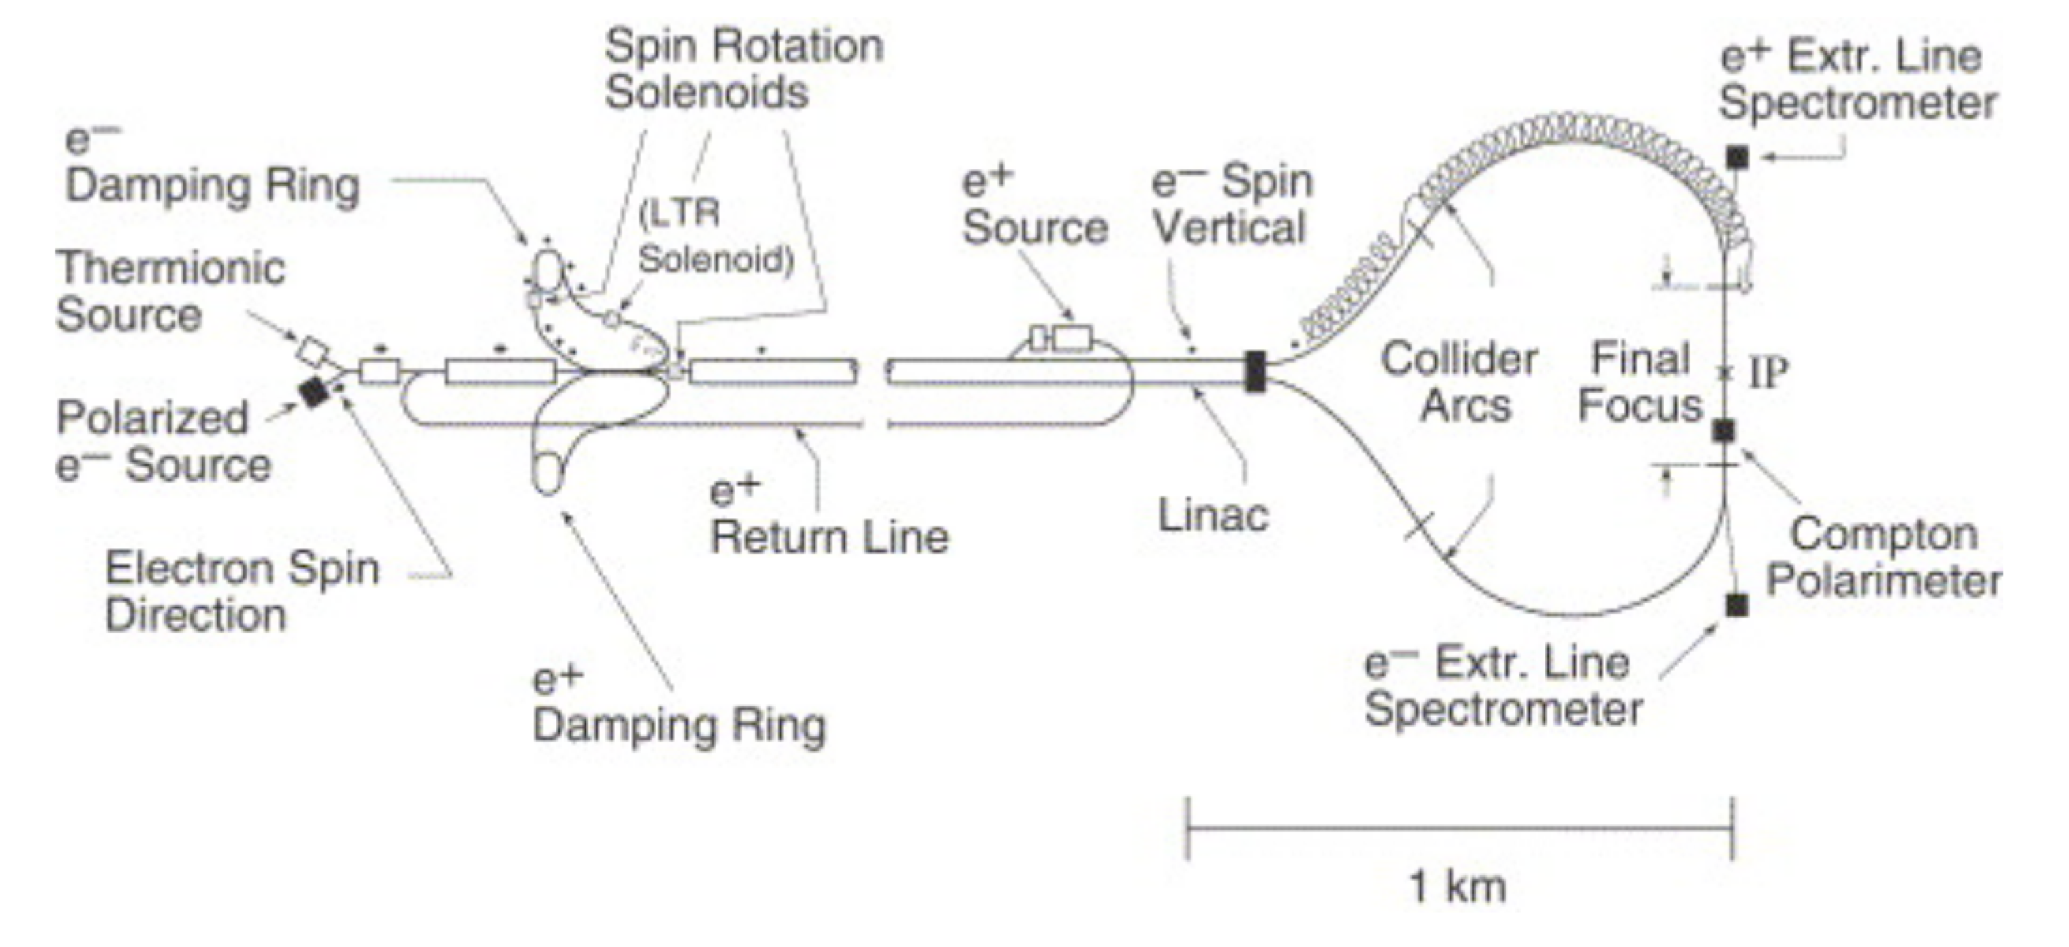 Spin Rotation
Solenoids
e+ Extr. Line
Spectrometer
e− 
Damping Ring
(LTR
Solenoid)
e+
Source
e− Spin
Vertical
Thermionic
Source
Collider
Arcs
Final
Focus
IP
Polarized
e− Source
e+
Return Line
Linac
Compton
Polarimeter
Electron Spin
Direction
e− Extr. Line
Spectrometer
e+
Damping Ring
1 km